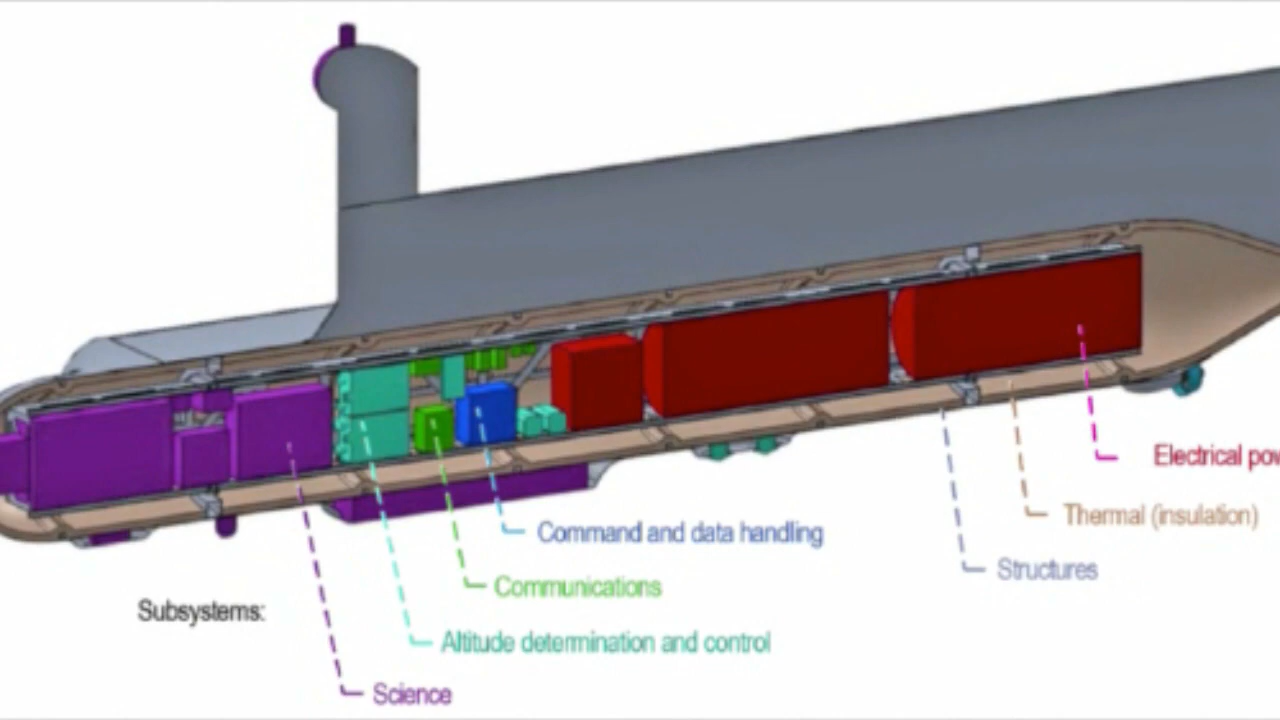 Electrical pow
Thermal (insulation)
Command and data handling
Structures
Communications
Subsystems:
Altitude determination and control
Science